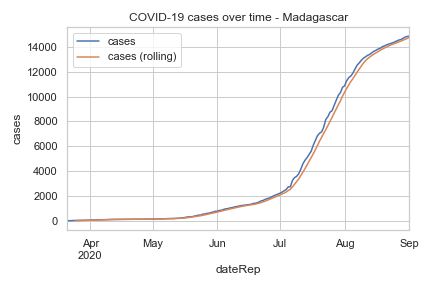 COVID-19 cases over time - Madagascar
cases
cases (rolling)
14000
12000
10000
8000
6000
4000
2000
0
cases
Apr May Jun Jul Aug Sep
2020
dateRep